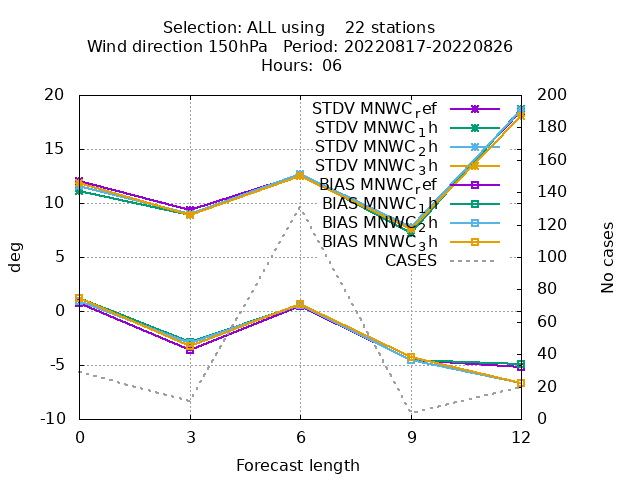 Selection: ALL using 22 stations
Wind direction 150hPa Period: 20220817-20220826
Hours: 06
20 200
STDV MNWC_ref
180
STDV MNWC_1h
15 STDV MNWC_2h
160
STDV MNWC_3h
140
BIAS MNWC_ref
10 BIAS MNWC_1h
120
BIAS MNWC_2h
BIAS MNWC_3h
5 CASES 100
deg
No cases
80
0
60
40
-5
20
-10 0
0 3 6 9 12
Forecast length